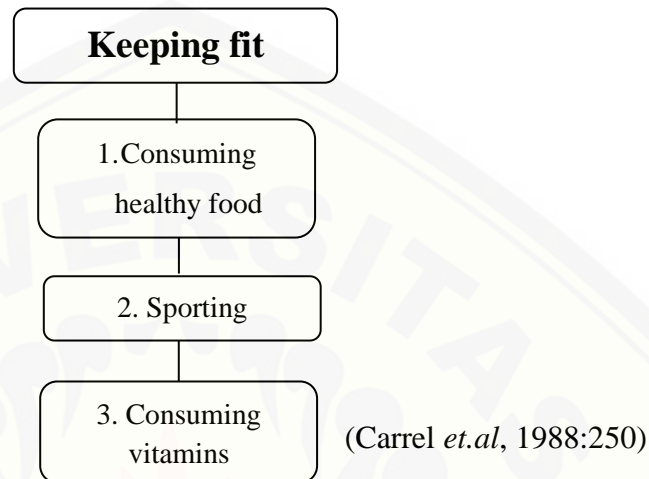 Keeping fit
1.Consuming
healthy food
2. Sporting
3. Consuming
vitamins
(Carrel et.al, 1988:250)